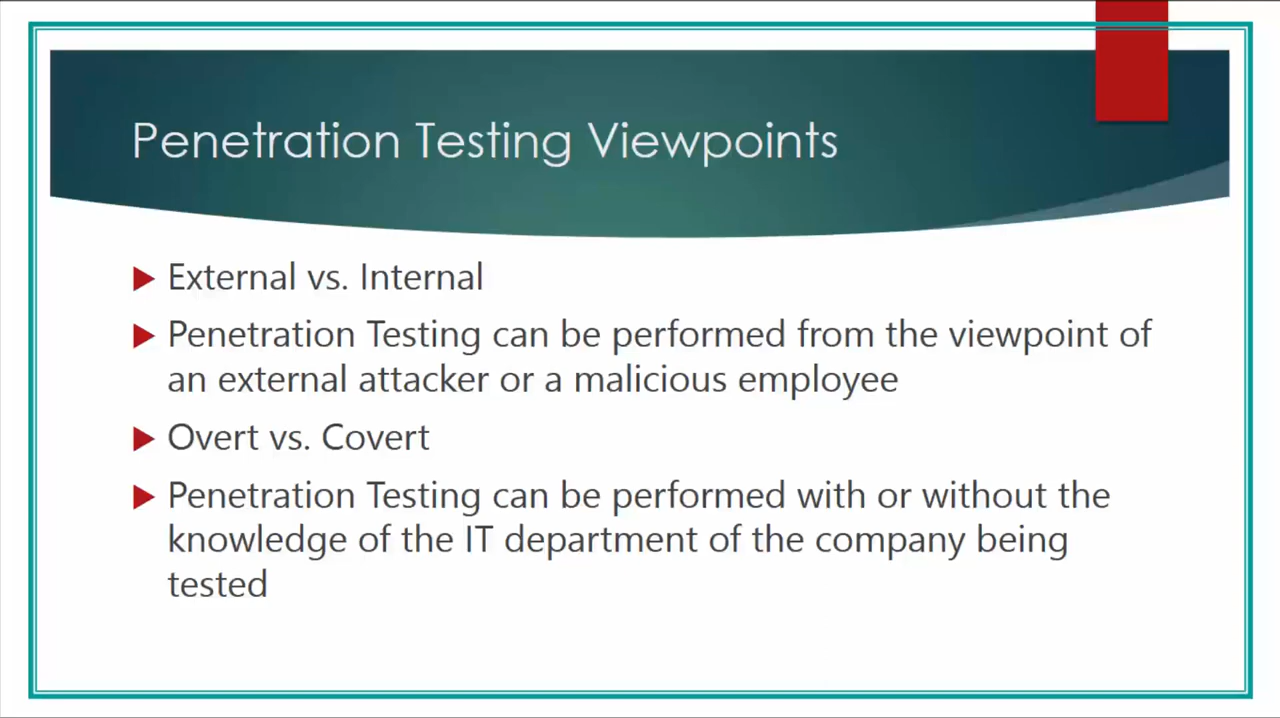 Penetration Testing Viewpoints
External vs. Internal
Penetration Testing can be performed from the viewpoint of
an external attacker or a malicious employee
Overt vs. Covert
Penetration Testing can be performed with or without the
knowledge of the IT department of the company being
tested